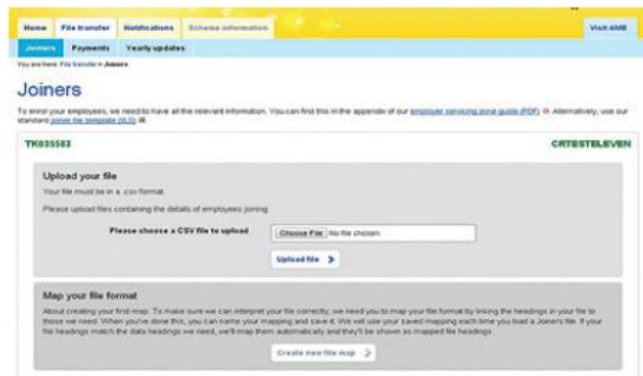 Home File transfer Notifications Scheme information Visit AMB
Joiners Payments Yearly updates
You are here: File transfer > Joiners
Joiners
To enrol your employees, we need to have all the relevant information. You can find this in the appendix of our employer servicing zone guide (PDF) Alternatively, use our
standard joiner file template (XLS)
TK035583 CRTESTELEVEN
Upload your file
Your file must be in a .csv format.
Please upload files containing the details of employees joining.
Please choose a CSV file to upload Choose File No file chosen
Upload file
Map your file format
About creating your first map. To make sure we can interpret your file correctly, we need you to map your file format by linking the headings in your file to
those we need. When you've done this, you can name your mapping and save it. We will use your saved mapping each time you load a Joiners file. If your
file headings match the data headings we need, we'll map them automatically and they'll be shown as mapped file headings.
Create new file map